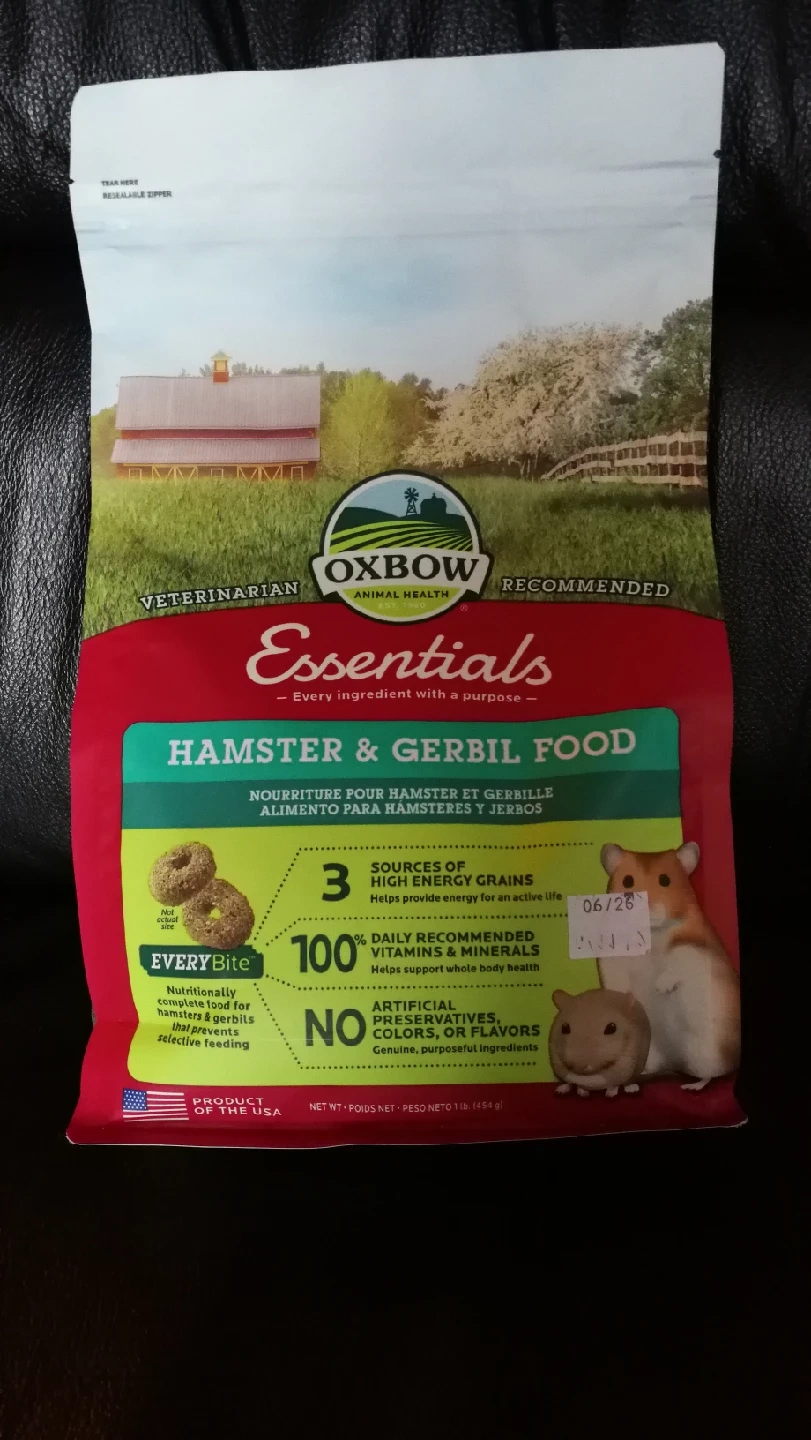 TEAR HERE
RESEALABLE ZIPPER
OXBOW
ANIMAL HEALTH
EST. 1980
®
VETERINARIAN
RECOMMENDED
Essentials
– Every ingredient with a purpose –
HAMSTER & GERBIL FOOD
NOURRITURE POUR HAMSTER ET GERBILLE
ALIMENTO PARA HÁMSTERES Y JERBOS
Not
actual
size
EVERYBite™
Nutritionally
complete food for
hamsters & gerbils
that prevents
selective feeding
3 SOURCES OF
HIGH ENERGY GRAINS
Helps provide energy for an active life
100% DAILY RECOMMENDED
VITAMINS & MINERALS
Helps support whole body health
NO ARTIFICIAL
PRESERVATIVES,
COLORS, OR FLAVORS
Genuine, purposeful ingredients
06/26
PRODUCT
OF THE USA
NET WT • POIDS NET • PESO NETO 1 lb. (454 g)